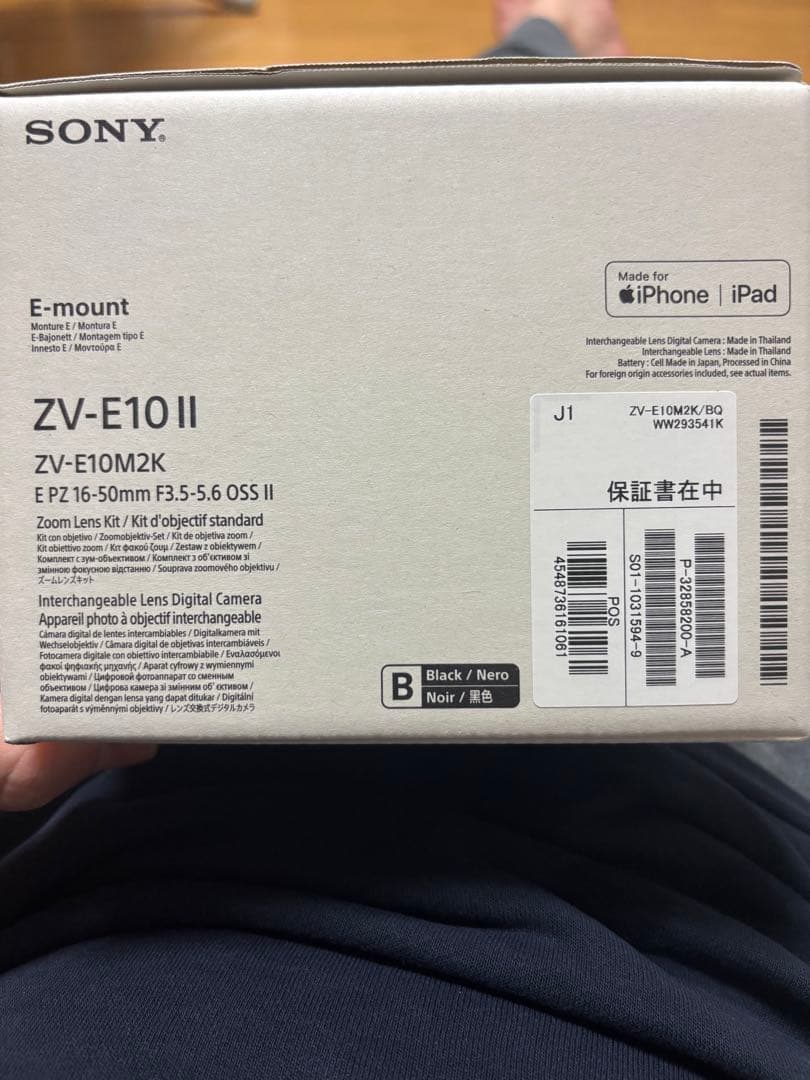 SONY®
Made for
iPhone | iPad
E-mount
Monture E / Montura E
E-Bajonett / Montagem tipo E
Innesto E / Μοντούρα E
Interchangeable Lens Digital Camera : Made in Thailand
Interchangeable Lens : Made in Thailand
Battery : Cell Made in Japan, Processed in China
For foreign origin accessories included, see actual items.
ZV-E10 II
ZV-E10M2K
E PZ 16-50mm F3.5-5.6 OSS II
Zoom Lens Kit / Kit d'objectif standard
Kit con objetivo / Zoomobjektiv-Set / Kit de objetiva zoom /
Kit obiettivo zoom / Κιτ φακού ζουμ / Zestaw z obiektywem /
Комплект с зум-объективом / Комплект з об'єктивом зі
змінною фокусною відстанню / Souprava zoomového objektivu /
ズームレンズキット
Interchangeable Lens Digital Camera
Appareil photo à objectif interchangeable
Cámara digital de lentes intercambiables / Digitalkamera mit
Wechselobjektiv / Câmara digital de objetivas intercambiáveis /
Fotocamera digitale con obiettivo intercambiabile / Εναλλασσόμενου
φακού ψηφιακής μηχανής / Aparat cyfrowy z wymiennymi
obiektywami / Цифровой фотоаппарат со сменным
объективом / Цифрова камера зі змінним об'єктивом /
Kamera digital dengan lensa yang dapat ditukar / Digitální
fotoaparát s výměnnými objektivy / レンズ交換式デジタルカメラ
B
Black / Nero
Noir / 黒色
J1
ZV-E10M2K/BQ
WW293541K
保証書在中
POS
4548736161061
S01-1031594-9
P-32858200-A